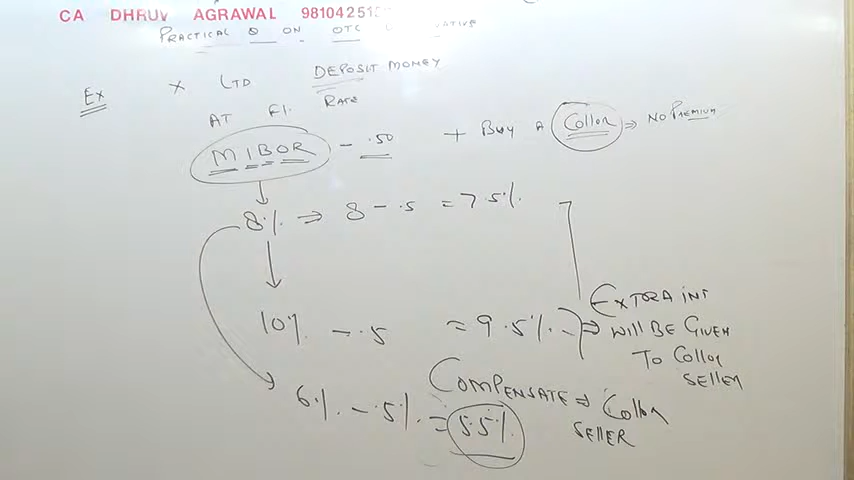 CA DHRUV AGRAWAL 981042515
PRACTICAL Q ON OTC
Ex X LTD DEPOSIT MONEY
AT Fl. RATE
MIBOR - .50 + BUY A Collar ⇒ NO PREMIUM
8% ⇒ 8 - .5 = 7.5%
10% - .5 = 9.5% ⇒ EXTRA INT
WILL BE GIVEN
TO Collar
SELLER
6% - .5% = 5.5% COMPENSATE ⇒ Collar
SELLER